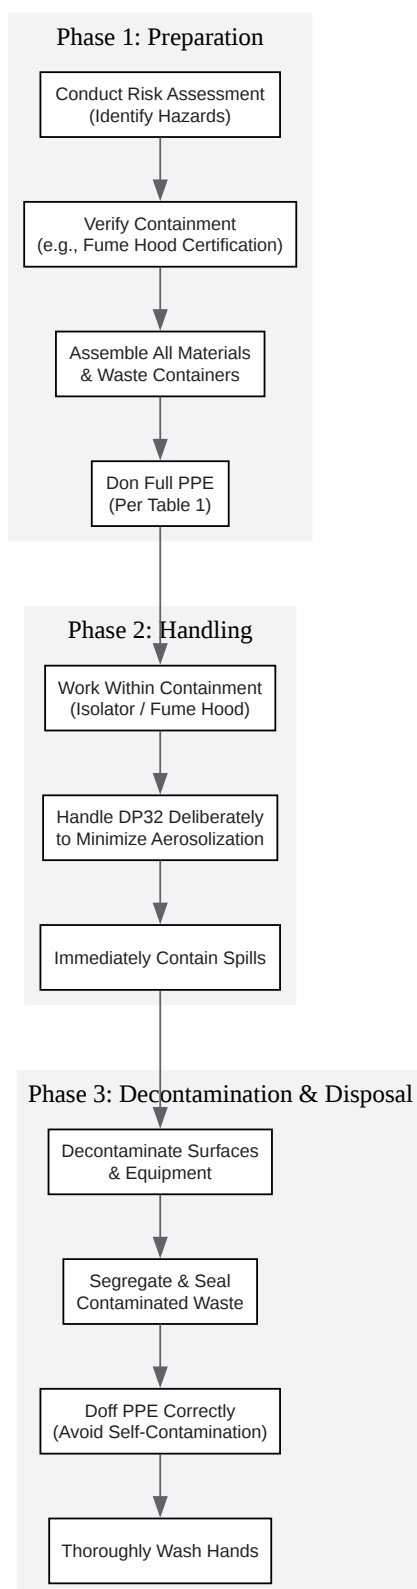 Phase 1: Preparation
Conduct Risk Assessment
(Identify Hazards)
Verify Containment
(e.g., Fume Hood Certification)
Assemble All Materials
& Waste Containers
Don Full PPE
(Per Table 1)
Phase 2: Handling
Work Within Containment
(Isolator / Fume Hood)
Handle DP32 Deliberately
to Minimize Aerosolization
Immediately Contain Spills
Phase 3: Decontamination & Disposal
Decontaminate Surfaces
& Equipment
Segregate & Seal
Contaminated Waste
Doff PPE Correctly
(Avoid Self-Contamination)
Thoroughly Wash Hands